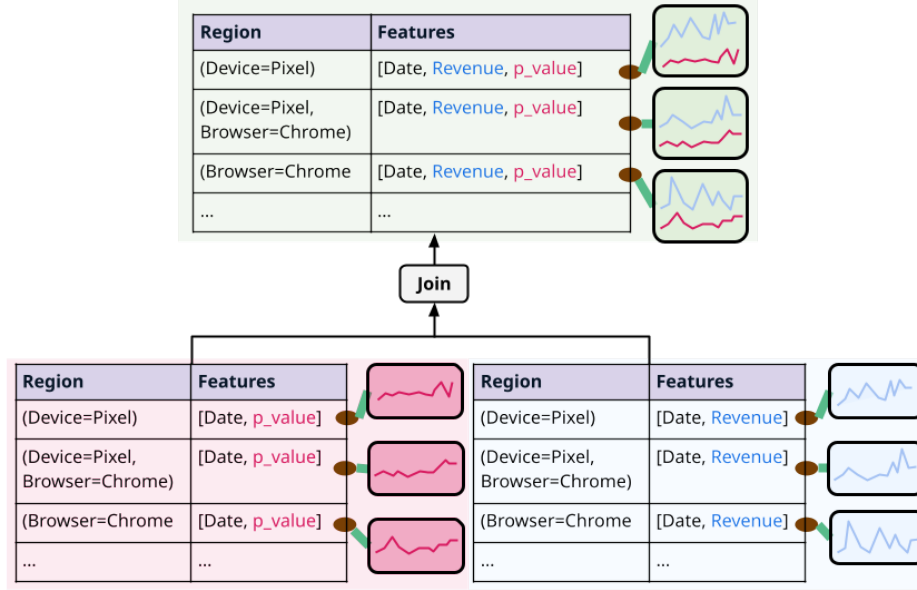 Region Features
(Device=Pixel) [Date, Revenue, p_value]
(Device=Pixel, [Date, Revenue, p_value]
Browser=Chrome)
(Browser=Chrome [Date, Revenue, p_value]
... ...
Join
Region Features
(Device=Pixel) [Date, p_value]
(Device=Pixel, [Date, p_value]
Browser=Chrome)
(Browser=Chrome [Date, p_value]
... ...
Region Features
(Device=Pixel) [Date, Revenue]
(Device=Pixel, [Date, Revenue]
Browser=Chrome)
(Browser=Chrome [Date, Revenue]
... ...